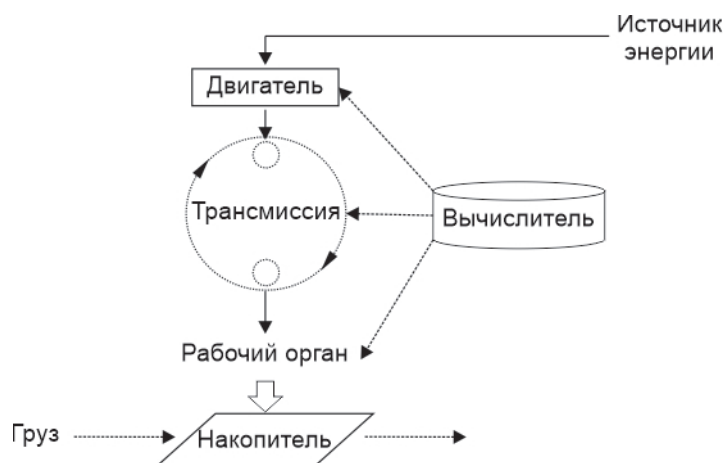 Источник
энергии
Двигатель
Трансмиссия
Вычислитель
Рабочий орган
Груз
Накопитель